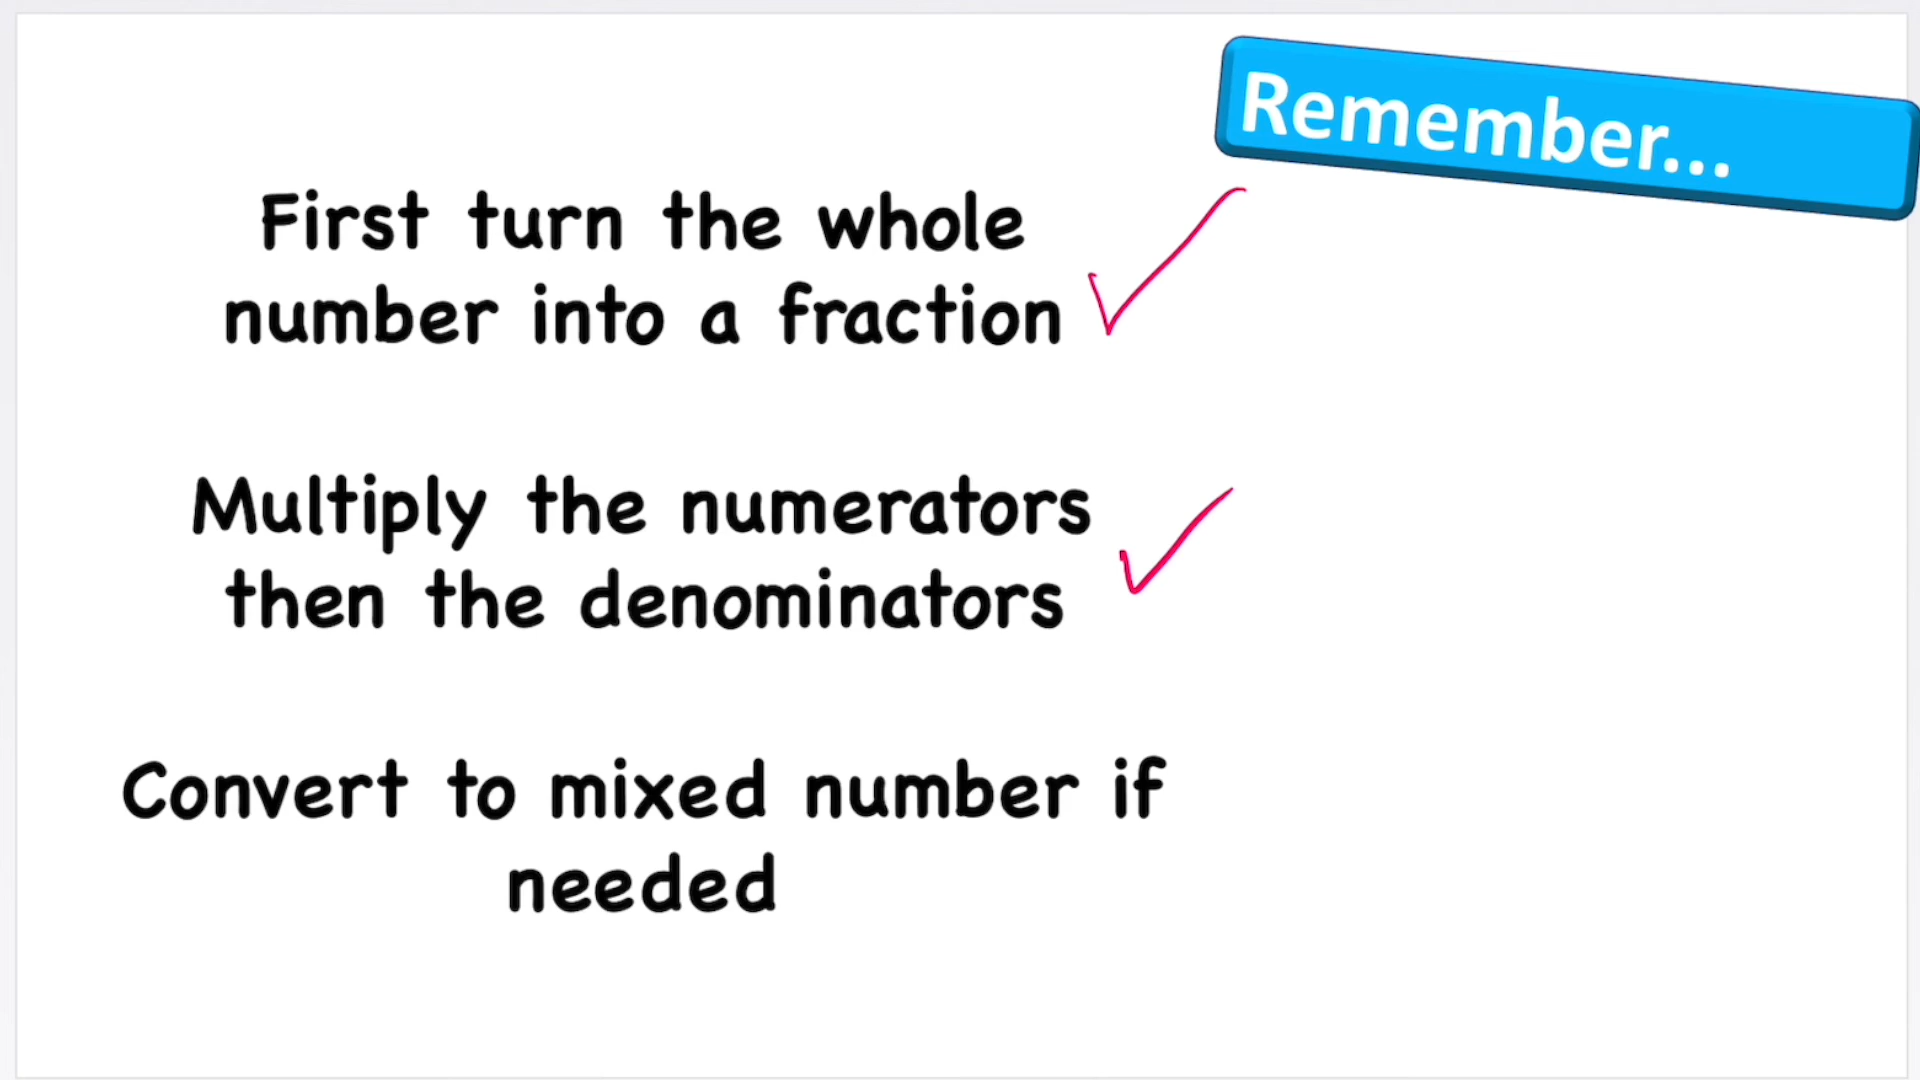 Remember...
First turn the whole
number into a fraction
Multiply the numerators
then the denominators
Convert to mixed number if
needed